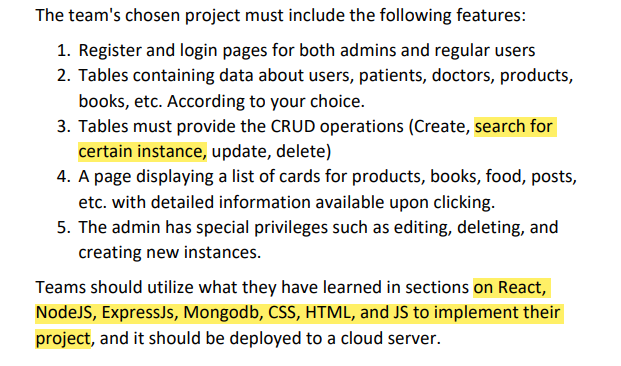 The team's chosen project must include the following features:
1. Register and login pages for both admins and regular users
2. Tables containing data about users, patients, doctors, products,
books, etc. According to your choice.
3. Tables must provide the CRUD operations (Create, search for
certain instance, update, delete)
4. A page displaying a list of cards for products, books, food, posts,
etc. with detailed information available upon clicking.
5. The admin has special privileges such as editing, deleting, and
creating new instances.
Teams should utilize what they have learned in sections on React,
NodeJS, ExpressJs, Mongodb, CSS, HTML, and JS to implement their
project, and it should be deployed to a cloud server.